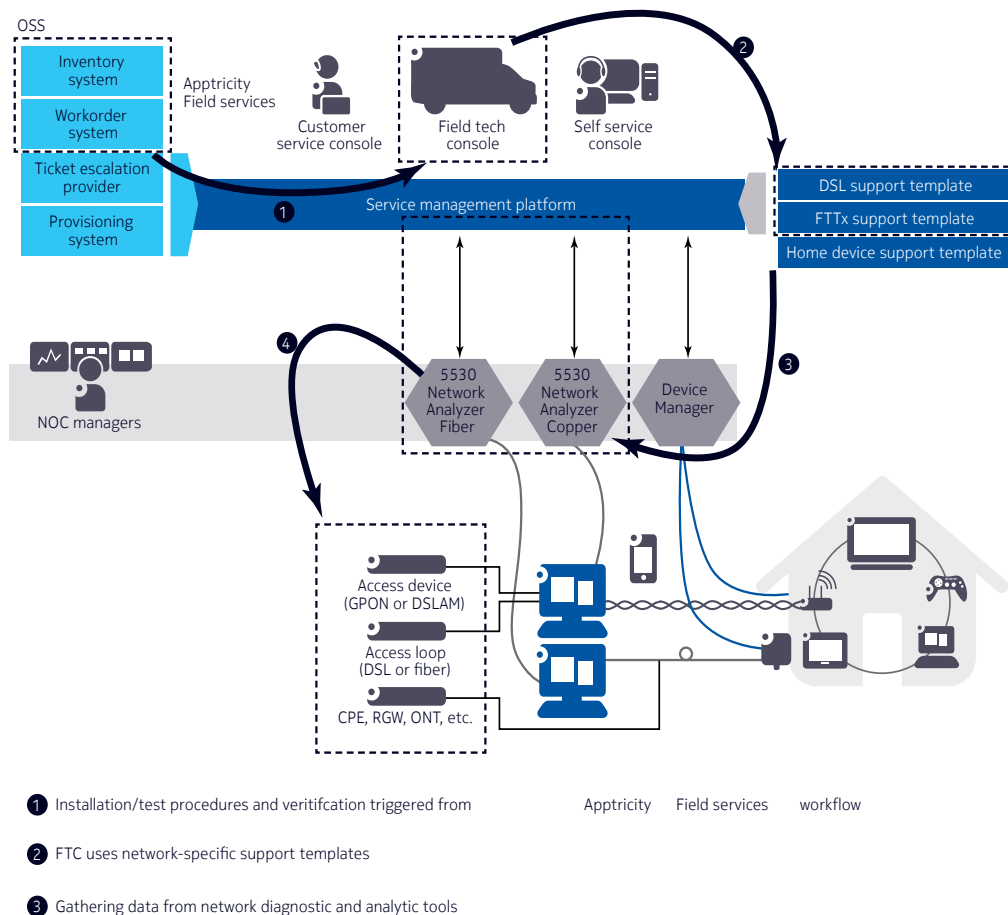 OSS
Inventory
system
Workorder
system
Ticket escalation
provider
Provisioning
system
Apptricity
Field services
Customer
service console
Field tech
console
Self service
console
2
1
Service management platform
DSL support template
FTTx support template
Home device support template
4
3
NOC managers
5530
Network
Analyzer
Fiber
5530
Network
Analyzer
Copper
Device
Manager
Access device
(GPON or DSLAM)
Access loop
(DSL or fiber)
CPE, RGW, ONT, etc.
1 Installation/test procedures and veritifcation triggered from Apptricity Field services workflow
2 FTC uses network-specific support templates
3 Gathering data from network diagnostic and analytic tools